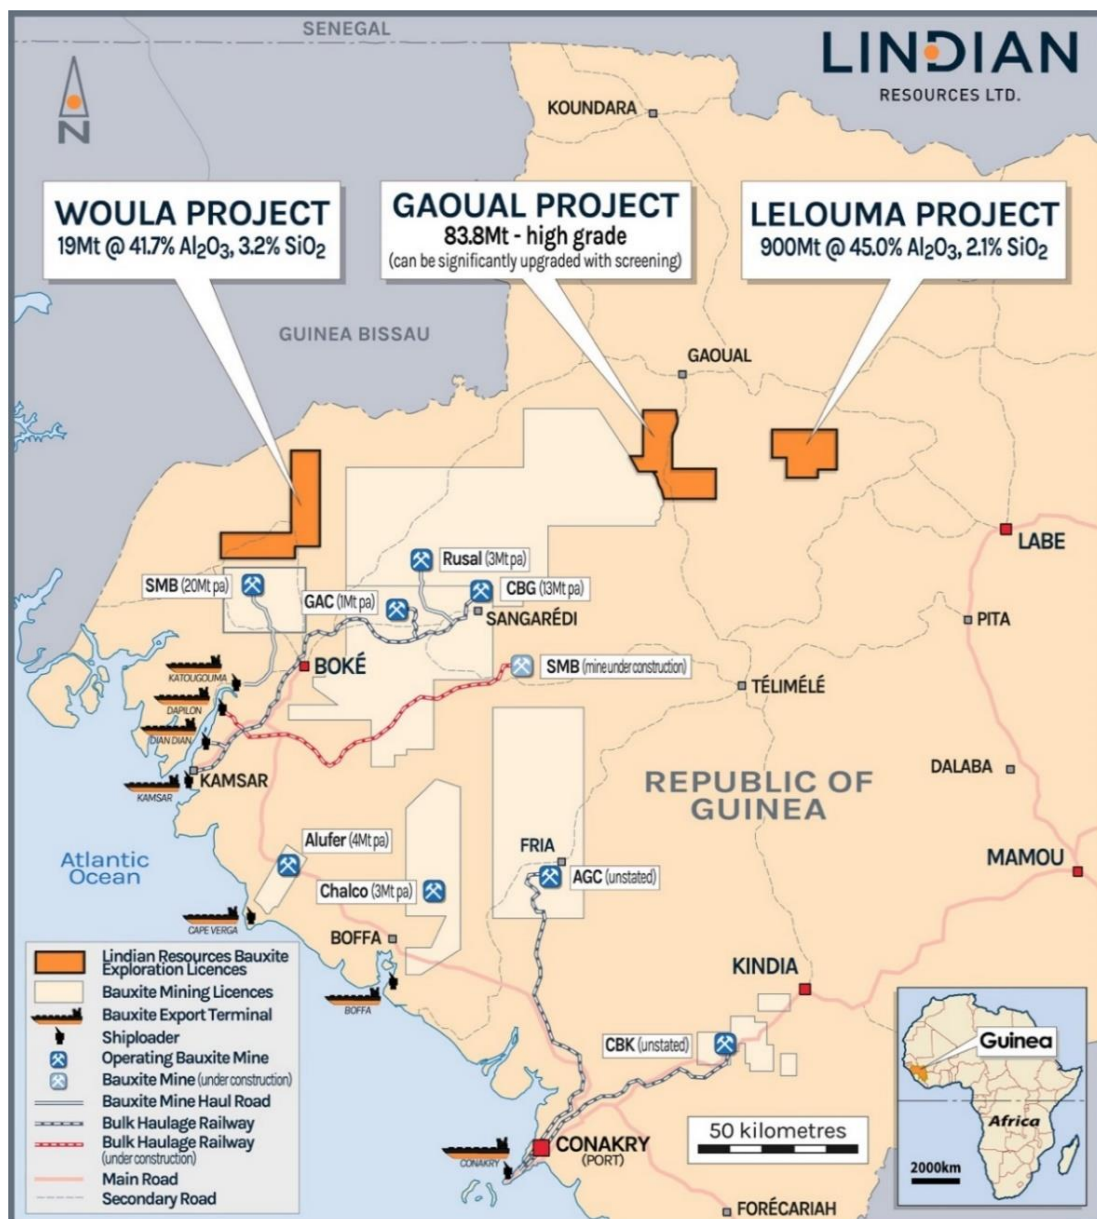 SENEGAL
LINDIAN
RESOURCES LTD.
N
KOUNDARA
WOULA PROJECT
19Mt @ 41.7% Al₂O₃, 3.2% SiO₂
GAOUAL PROJECT
83.8Mt - high grade
(can be significantly upgraded with screening)
LELOUMA PROJECT
900Mt @ 45.0% Al₂O₃, 2.1% SiO₂
GUINEA BISSAU
GAOUAL
LABE
Rusal (3Mt pa)
SMB (20Mt pa)
CBG (13Mt pa)
GAC (1Mt pa)
SANGARÉDI
PITA
BOKÉ
SMB (mine under construction)
KATOUGOUMA
TÉLIMÉLÉ
DAPILON
DIAN DIAN
KAMSAR
KAMSAR
REPUBLIC OF
GUINEA
DALABA
Atlantic
Ocean
Alufer (4Mt pa)
FRIA
MAMOU
Chalco (3Mt pa)
AGC (unstated)
CAPE VERGA
BOFFA
BOFFA
KINDIA
CBK (unstated)
Lindian Resources Bauxite
Exploration Licences
Bauxite Mining Licences
Bauxite Export Terminal
Shiploader
Operating Bauxite Mine
Bauxite Mine (under construction)
Bauxite Mine Haul Road
Bulk Haulage Railway
Bulk Haulage Railway
(under construction)
Main Road
Secondary Road
CONAKRY
CONAKRY
(PORT)
50 kilometres
FORÉCARIAH
Guinea
Africa
2000km